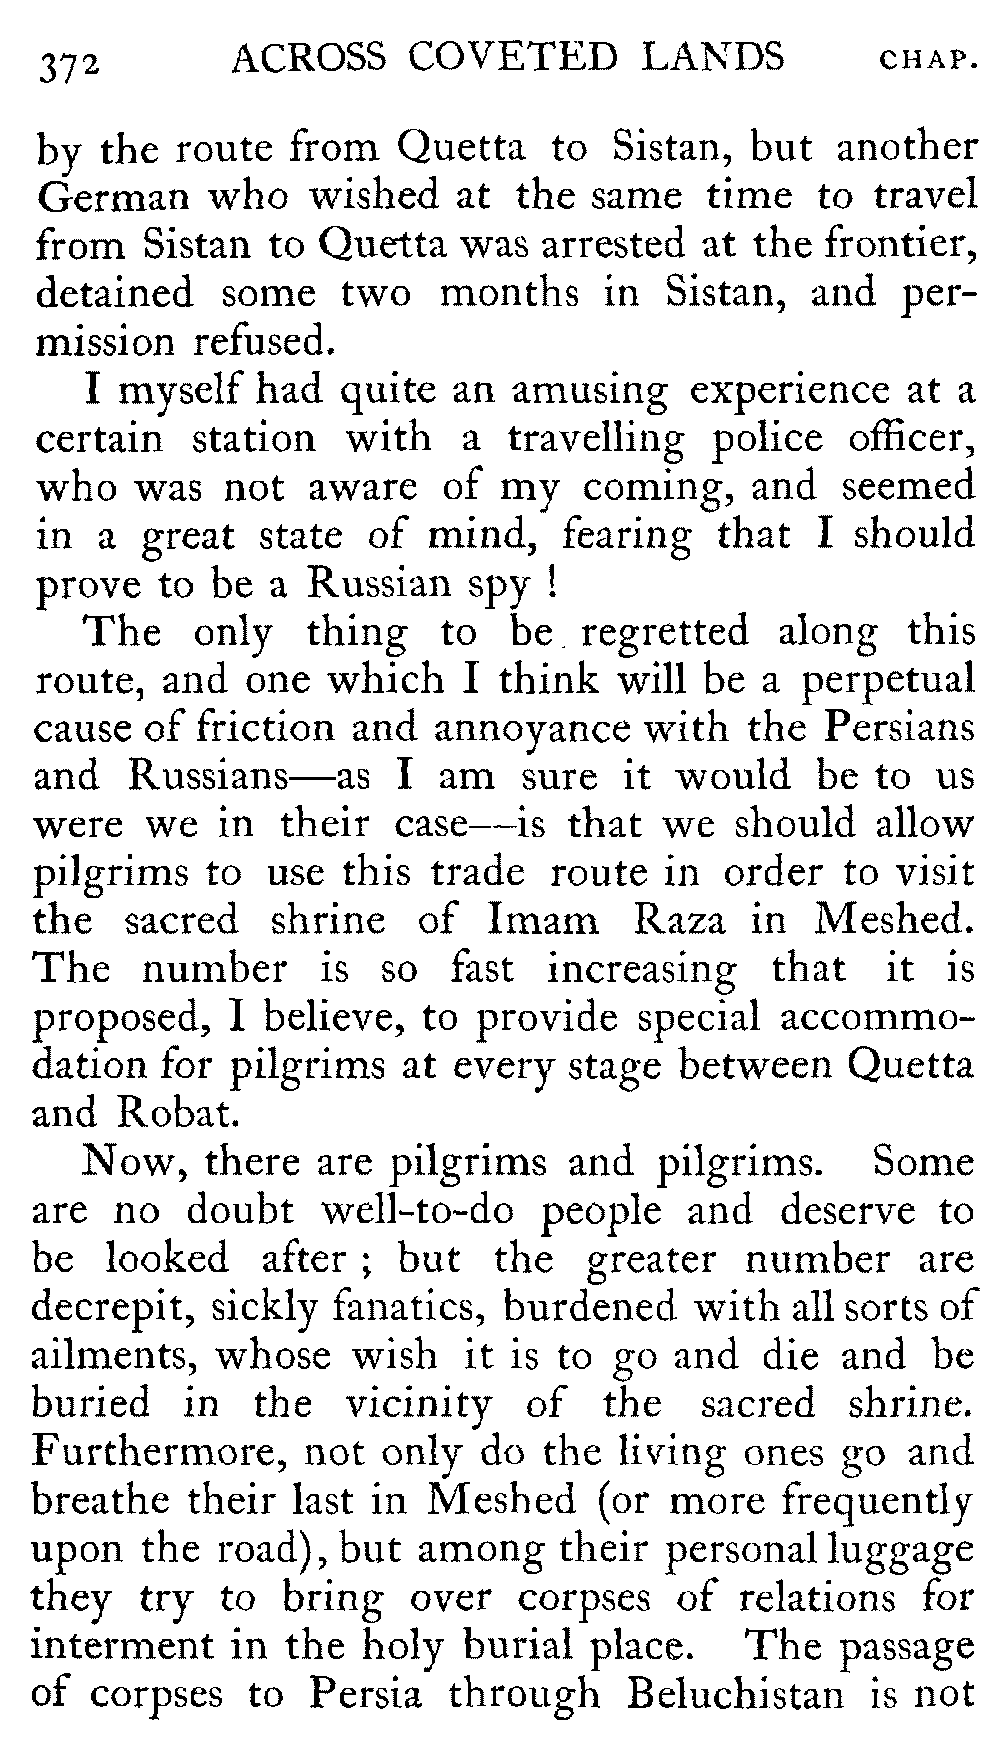 372 ACROSS COVETED LANDS CHAP.
by the route from Quetta to Sistan, but another
German who wished at the same time to travel
from Sistan to Quetta was arrested at the frontier,
detained some two months in Sistan, and per-
mission refused.
I myself had quite an amusing experience at a
certain station with a travelling police officer,
who was not aware of my coming, and seemed
in a great state of mind, fearing that I should
prove to be a Russian spy !
The only thing to be regretted along this
route, and one which I think will be a perpetual
cause of friction and annoyance with the Persians
and Russians—as I am sure it would be to us
were we in their case—is that we should allow
pilgrims to use this trade route in order to visit
the sacred shrine of Imam Raza in Meshed.
The number is so fast increasing that it is
proposed, I believe, to provide special accommo-
dation for pilgrims at every stage between Quetta
and Robat.
Now, there are pilgrims and pilgrims. Some
are no doubt well-to-do people and deserve to
be looked after ; but the greater number are
decrepit, sickly fanatics, burdened with all sorts of
ailments, whose wish it is to go and die and be
buried in the vicinity of the sacred shrine.
Furthermore, not only do the living ones go and
breathe their last in Meshed (or more frequently
upon the road), but among their personal luggage
they try to bring over corpses of relations for
interment in the holy burial place. The passage
of corpses to Persia through Beluchistan is not